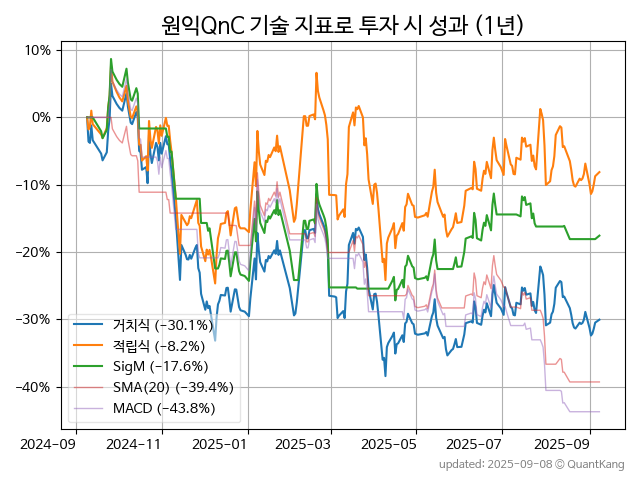 원익QnC 기술 지표로 투자 시 성과 (1년)
10%
0%
−10%
−20%
−30%
−40%
거치식 (−30.1%)
적립식 (−8.2%)
SigM (−17.6%)
SMA(20) (−39.4%)
MACD (−43.8%)
2024−09
2024−11
2025−01
2025−03
2025−05
2025−07
2025−09
updated: 2025−09−08 © QuantKang